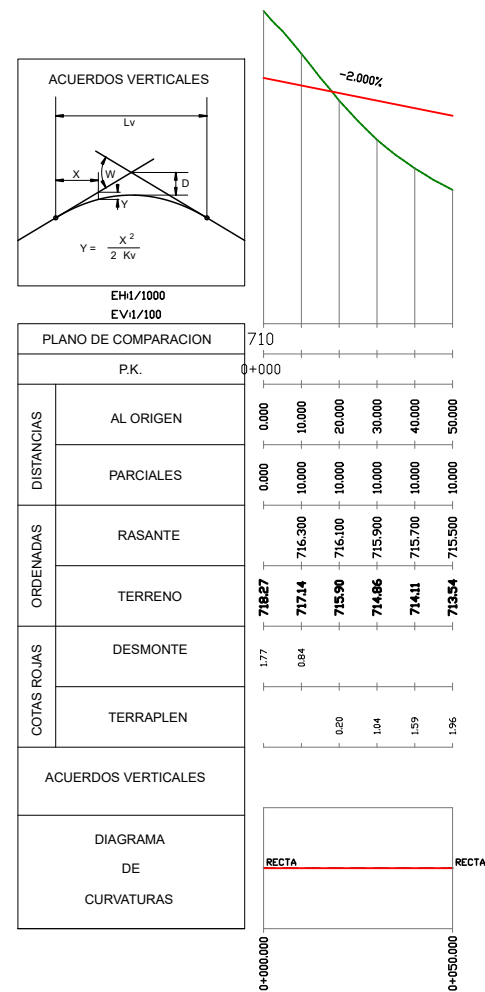 ACUERDOS VERTICALES
Lv
X
W
D
Y
Y = X 2
2 Kv
-2.000%
EH:1/1000
EV:1/100
PLANO DE COMPARACION 710
P.K. 0+000
DISTANCIAS
AL ORIGEN 0.000 10.000 20.000 30.000 40.000 50.000
PARCIALES 0.000 10.000 10.000 10.000 10.000 10.000
ORDENADAS
RASANTE 716.300 716.100 715.900 715.700 715.500
TERRENO 718.27 717.14 715.90 714.86 714.11 713.54
COTAS ROJAS
DESMONTE 1.77 0.84
TERRAPLEN 0.20 1.04 1.59 1.96
ACUERDOS VERTICALES
DIAGRAMA
DE
CURVATURAS
RECTA RECTA
0+000.000 0+050.000